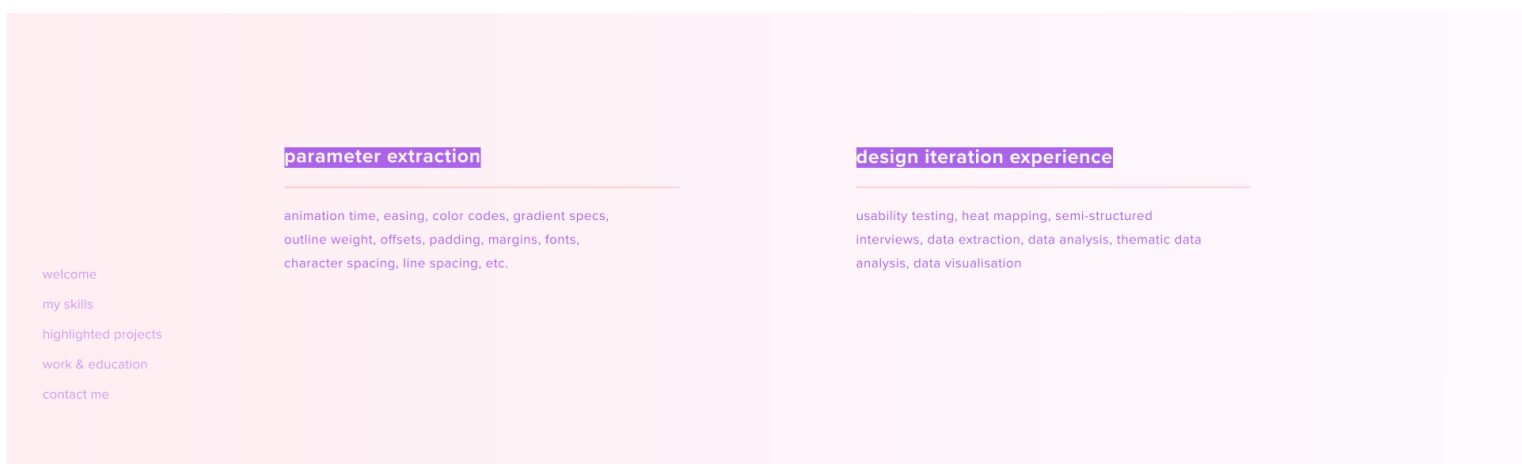 parameter extraction
animation time, easing, color codes, gradient specs,
outline weight, offsets, padding, margins, fonts,
character spacing, line spacing, etc.
design iteration experience
usability testing, heat mapping, semi-structured
interviews, data extraction, data analysis, thematic data
analysis, data visualisation
welcome
my skills
highlighted projects
work & education
contact me